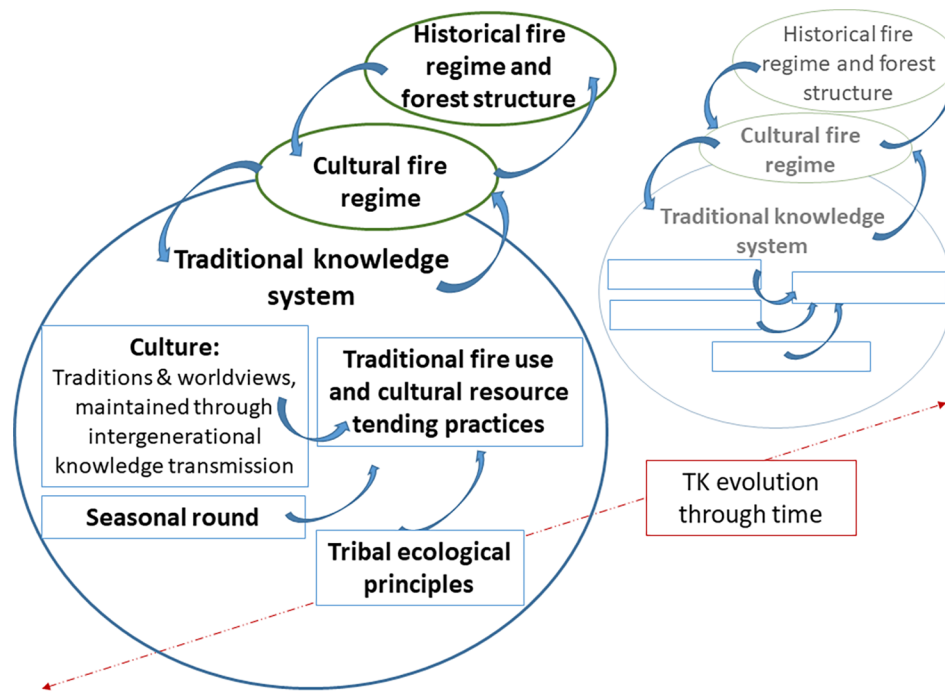 Historical fire
regime and
forest structure
Cultural fire
regime
Traditional knowledge
system
Culture:
Traditions & worldviews,
maintained through
intergenerational
knowledge transmission
Traditional fire use
and cultural resource
tending practices
Seasonal round
Tribal ecological
principles
Historical fire
regime and forest
structure
Cultural fire
regime
Traditional knowledge
system
TK evolution
through time